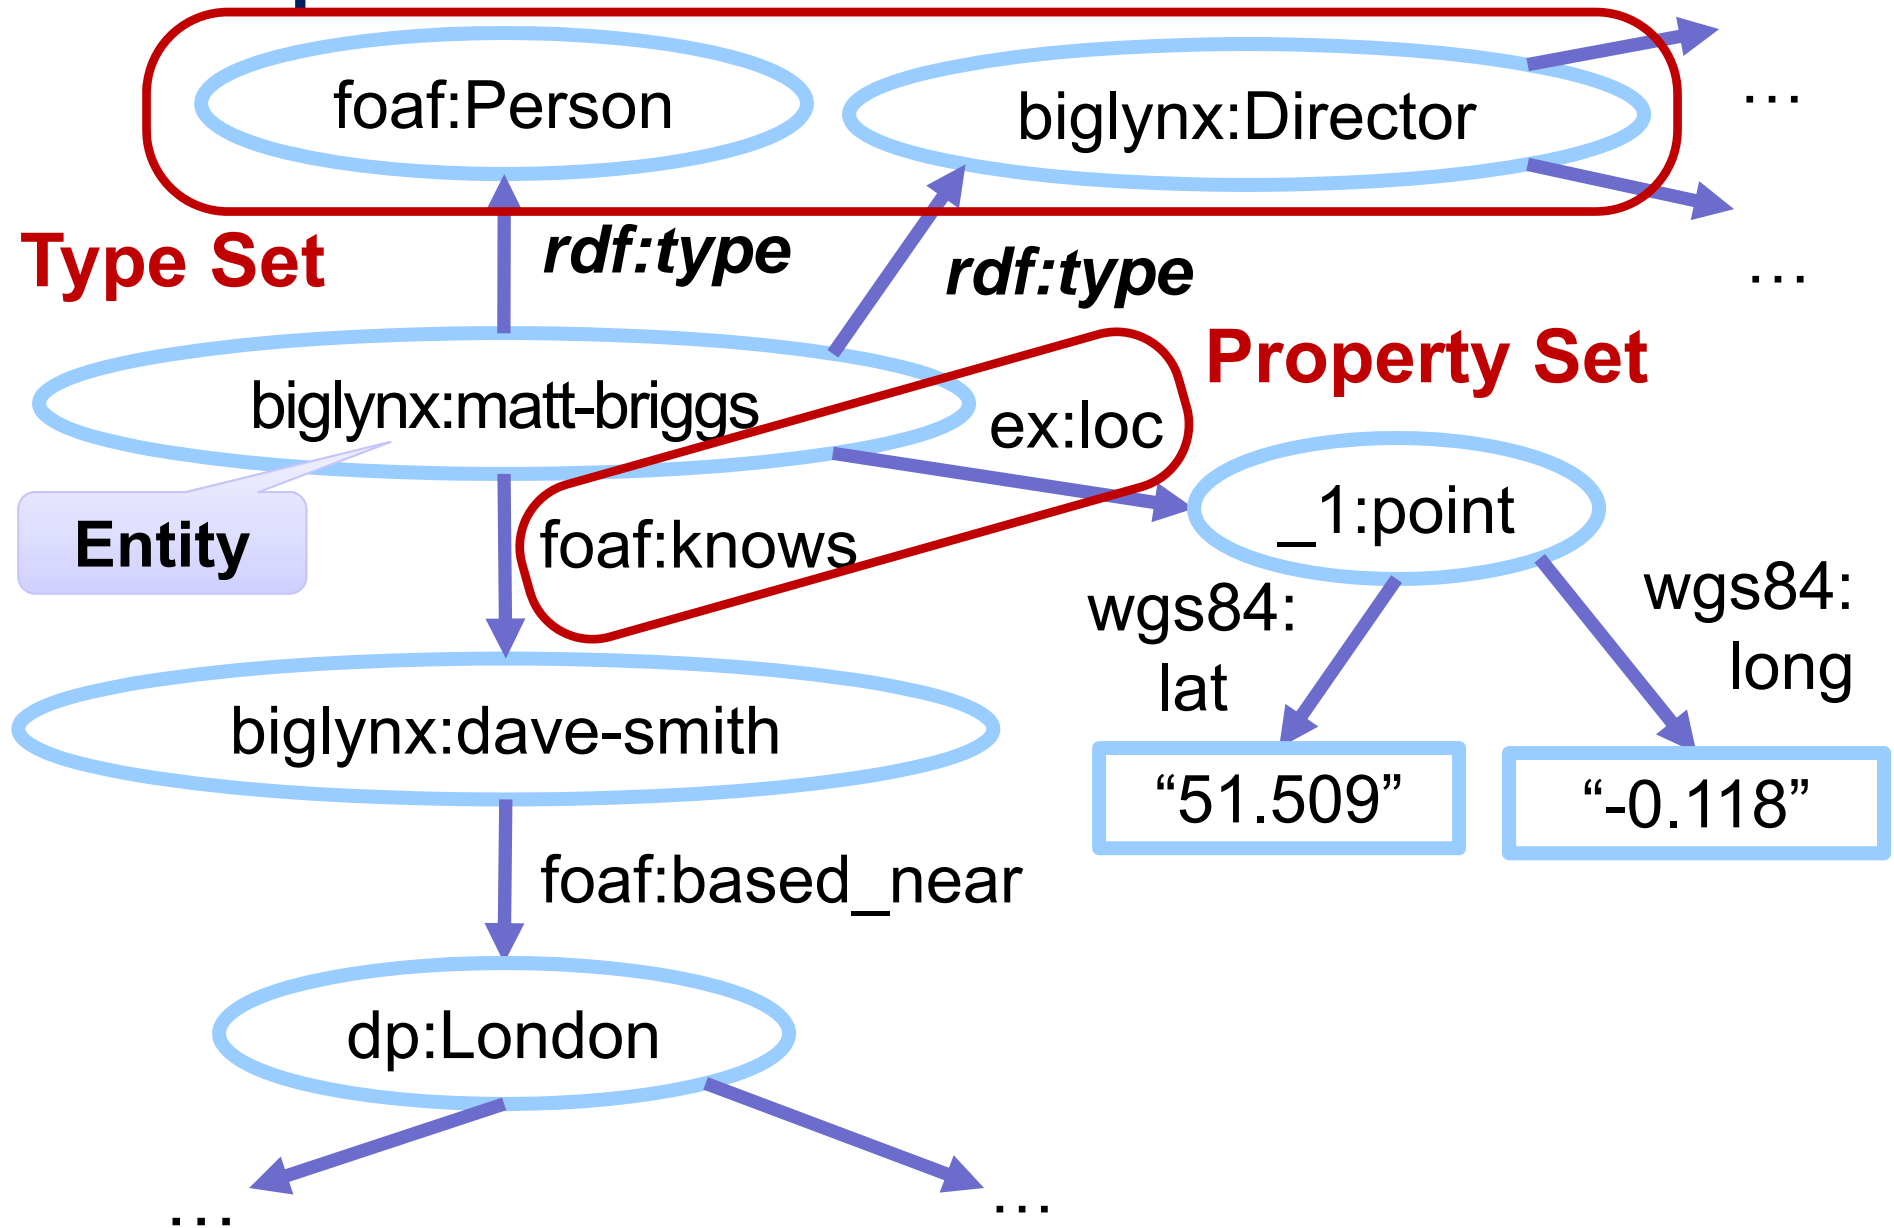 foaf:Person
biglynx:Director
…
Type Set
rdf:type
rdf:type
…
Property Set
biglynx:matt-briggs
ex:loc
Entity
foaf:knows
_1:point
wgs84:
lat
wgs84:
long
biglynx:dave-smith
“51.509”
“-0.118”
foaf:based_near
dp:London
…
…